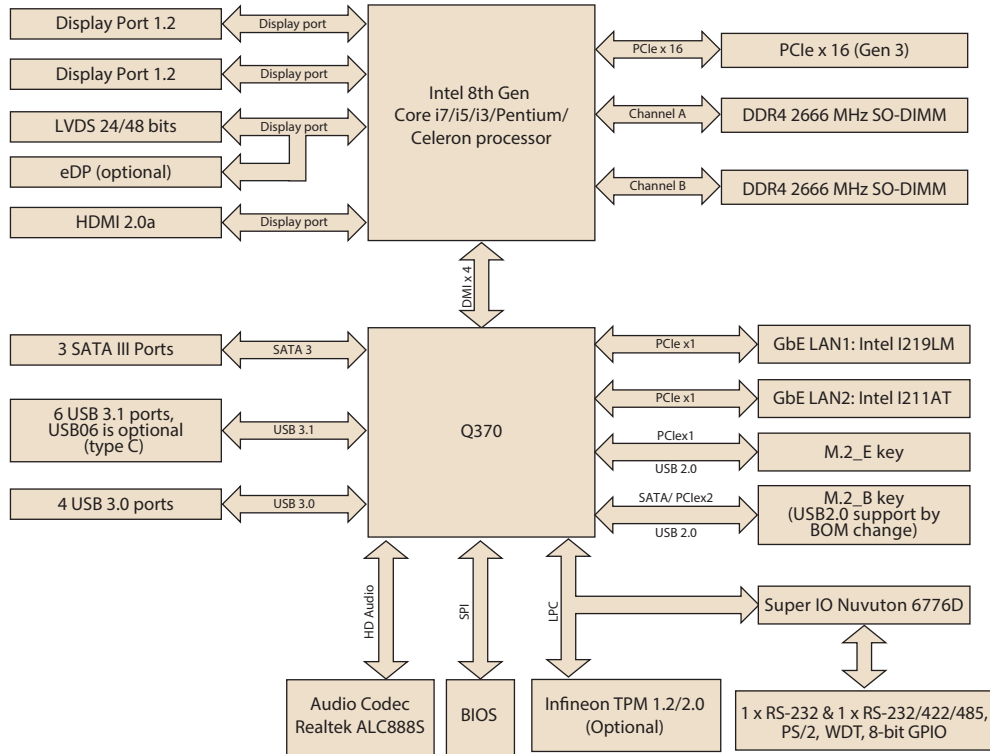 Display Port 1.2
Display port
Display Port 1.2
Display port
LVDS 24/48 bits
Display port
eDP (optional)
HDMI 2.0a
Display port
Intel 8th Gen
Core i7/i5/i3/Pentium/
Celeron processor
PCIe x 16
PCIe x 16 (Gen 3)
Channel A
DDR4 2666 MHz SO-DIMM
Channel B
DDR4 2666 MHz SO-DIMM
DMI x 4
3 SATA III Ports
SATA 3
6 USB 3.1 ports,
USB06 is optional
(type C)
USB 3.1
4 USB 3.0 ports
USB 3.0
Q370
PCIe x1
GbE LAN1: Intel I219LM
PCIe x1
GbE LAN2: Intel I211AT
PCIex1
USB 2.0
M.2_E key
SATA/ PCIex2
USB 2.0
M.2_B key
(USB2.0 support by
BOM change)
HD Audio
SPI
LPC
Super IO Nuvuton 6776D
Audio Codec
Realtek ALC888S
BIOS
Infineon TPM 1.2/2.0
(Optional)
1 x RS-232 & 1 x RS-232/422/485,
PS/2, WDT, 8-bit GPIO